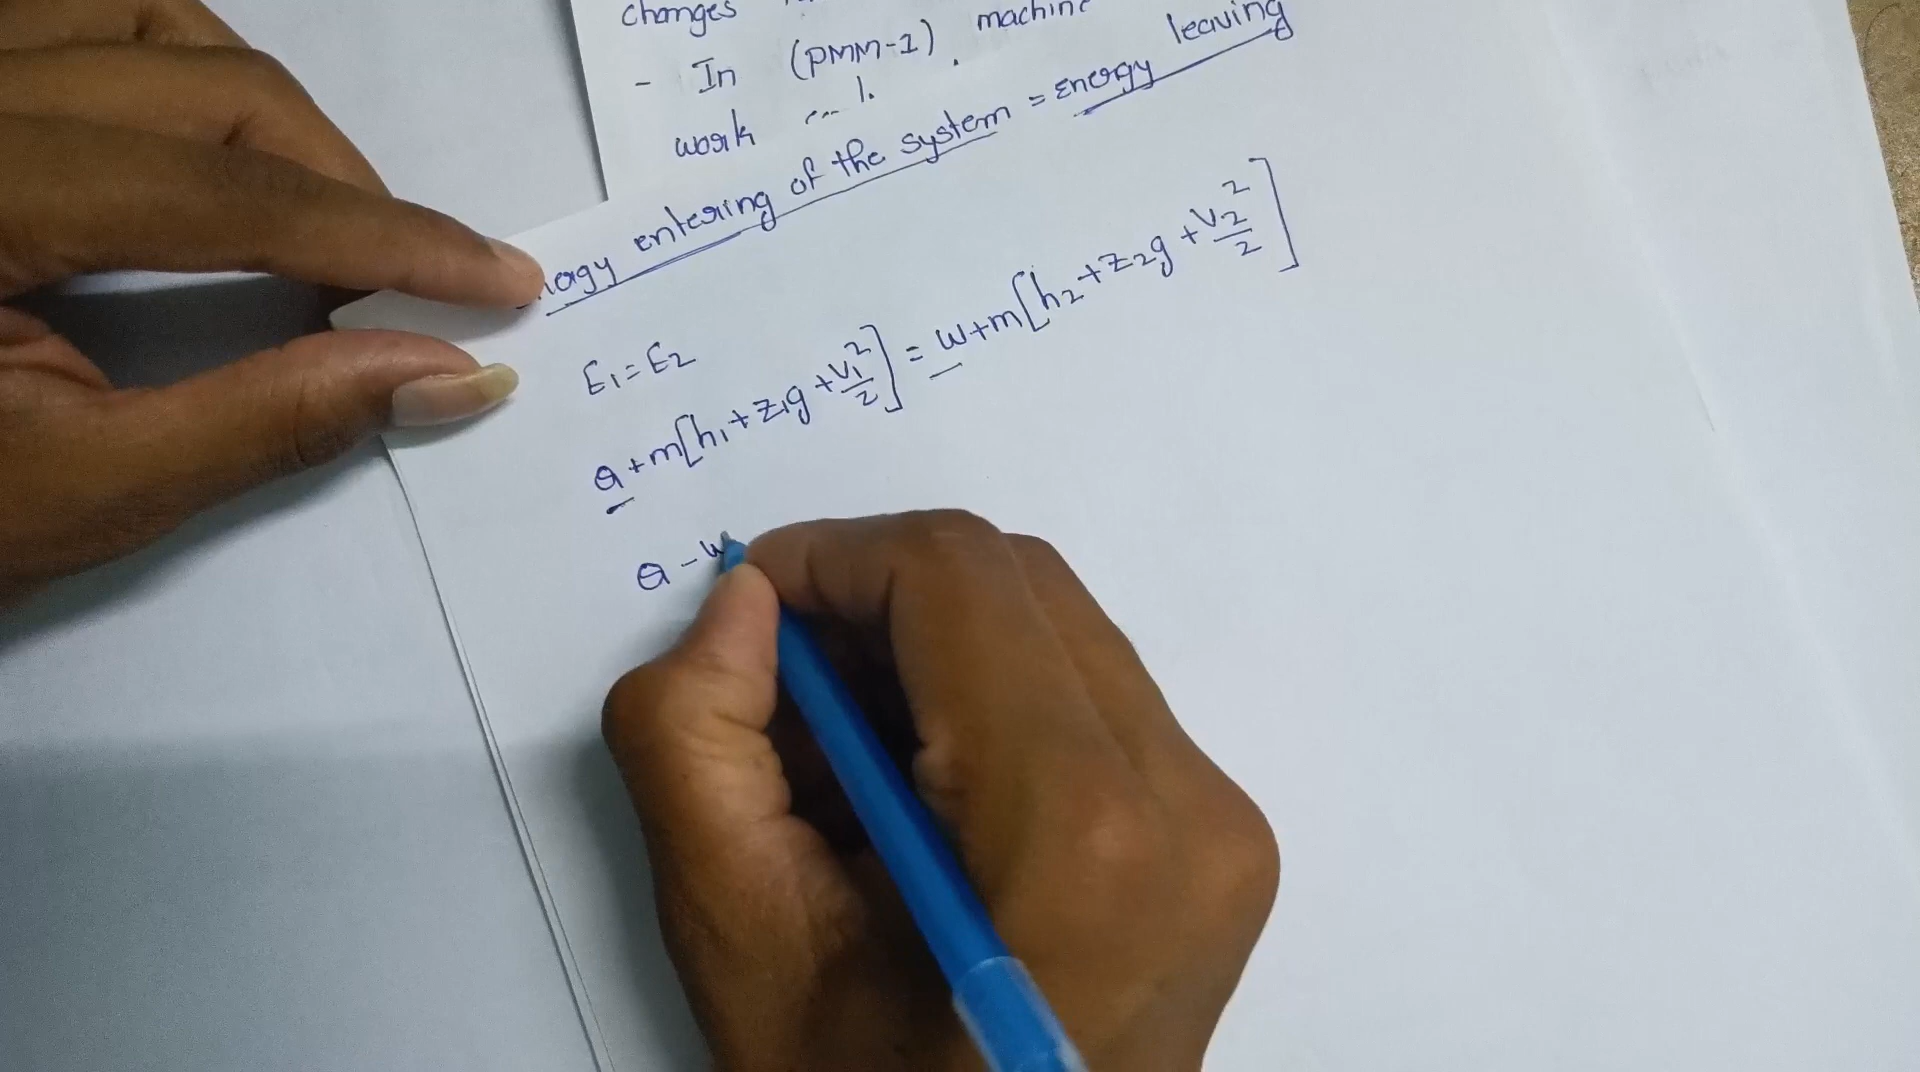 changes
- In (PMM-1) machine
work
entering of the system = Energy leaving
E1=E2
Q+m[h1+z1g+V1²/2] = W+m[h2+z2g+V2²/2]
Q-W